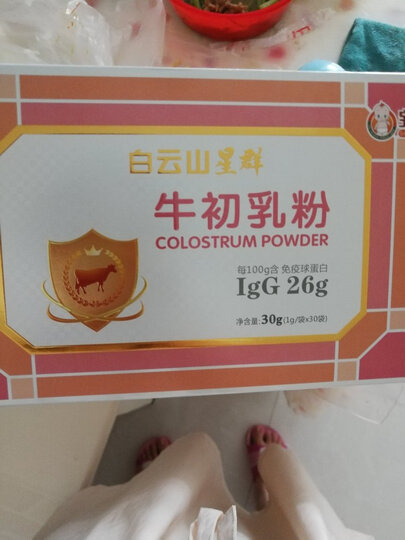 白云山星群
牛初乳粉
COLOSTRUM POWDER
每100g含 免疫球蛋白
IgG 26g
净含量:30g(1g/袋x30袋)